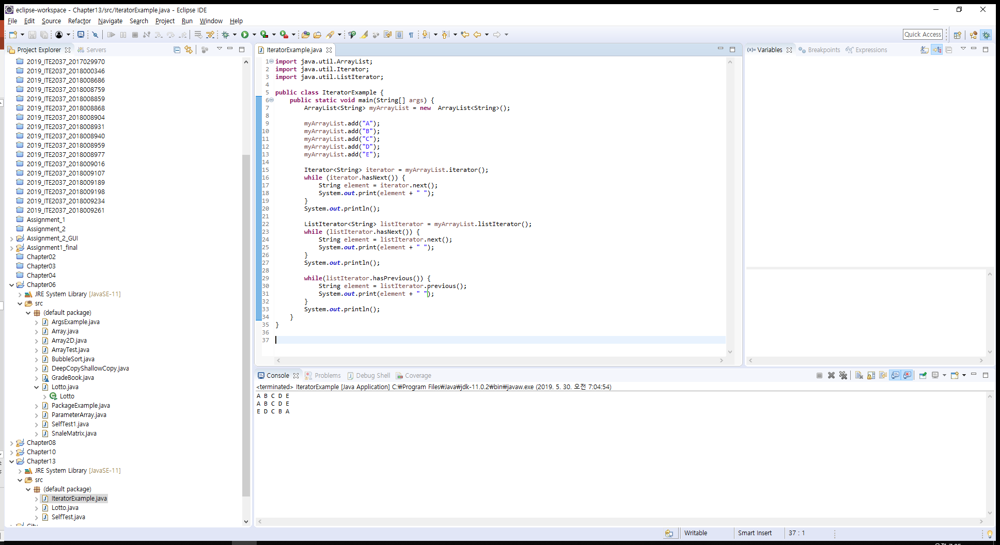 eclipse-workspace - Chapter13/src/IteratorExample.java - Eclipse IDE
File Edit Source Refactor Navigate Search Project Run Window Help
Quick Access
Project Explorer Servers
2019_ITE2037_2017029970
2019_ITE2037_2018000346
2019_ITE2037_2018008686
2019_ITE2037_2018008759
2019_ITE2037_2018008859
2019_ITE2037_2018008868
2019_ITE2037_2018008904
2019_ITE2037_2018008931
2019_ITE2037_2018008940
2019_ITE2037_2018008959
2019_ITE2037_2018008977
2019_ITE2037_2018009016
2019_ITE2037_2018009107
2019_ITE2037_2018009189
2019_ITE2037_2018009198
2019_ITE2037_2018009234
2019_ITE2037_2018009261
Assignment_1
Assignment_2
Assignment_2_GUI
Assignment1_final
Chapter02
Chapter03
Chapter04
Chapter06
JRE System Library [JavaSE-11]
src
(default package)
ArgsExample.java
Array.java
Array2D.java
ArrayTest.java
BubbleSort.java
DeepCopyShallowCopy.java
GradeBook.java
Lotto.java
Lotto
PackageExample.java
ParameterArray.java
SelfTest1.java
SnaleMatrix.java
Chapter08
Chapter10
Chapter13
JRE System Library [JavaSE-11]
src
(default package)
IteratorExample.java
Lotto.java
SelfTest.java
City
IteratorExample.java
1 import java.util.ArrayList;
2 import java.util.Iterator;
3 import java.util.ListIterator;
4
5 public class IteratorExample {
6 public static void main(String[] args) {
7 ArrayList<String> myArrayList = new  ArrayList<String>();
8
9 myArrayList.add("A");
10 myArrayList.add("B");
11 myArrayList.add("C");
12 myArrayList.add("D");
13 myArrayList.add("E");
14
15 Iterator<String> iterator = myArrayList.iterator();
16 while (iterator.hasNext()) {
17 String element = iterator.next();
18 System.out.print(element + " ");
19 }
20 System.out.println();
21
22 ListIterator<String> listIterator = myArrayList.listIterator();
23 while (listIterator.hasNext()) {
24 String element = listIterator.next();
25 System.out.print(element + " ");
26 }
27 System.out.println();
28
29 while(listIterator.hasPrevious()) {
30 String element = listIterator.previous();
31 System.out.print(element + " ");
32 }
33 System.out.println();
34 }
35 }
36
37
(x)= Variables Breakpoints Expressions
Console Problems Debug Shell Coverage
<terminated> IteratorExample [Java Application] C:₩Program Files₩Java₩jdk-11.0.2₩bin₩javaw.exe (2019. 5. 30. 오전 7:04:54)
A B C D E
A B C D E
E D C B A
Writable Smart Insert 37 : 1